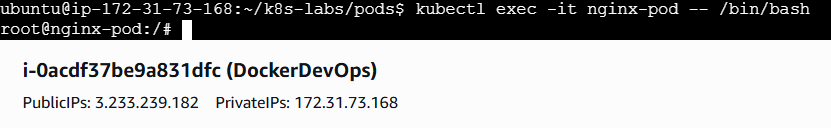 ubuntu@ip-172-31-73-168:~/k8s-labs/pods$ kubectl exec -it nginx-pod -- /bin/bash
root@nginx-pod:/#
i-0acdf37be9a831dfc (DockerDevOps)
PublicIPs: 3.233.239.182 PrivateIPs: 172.31.73.168